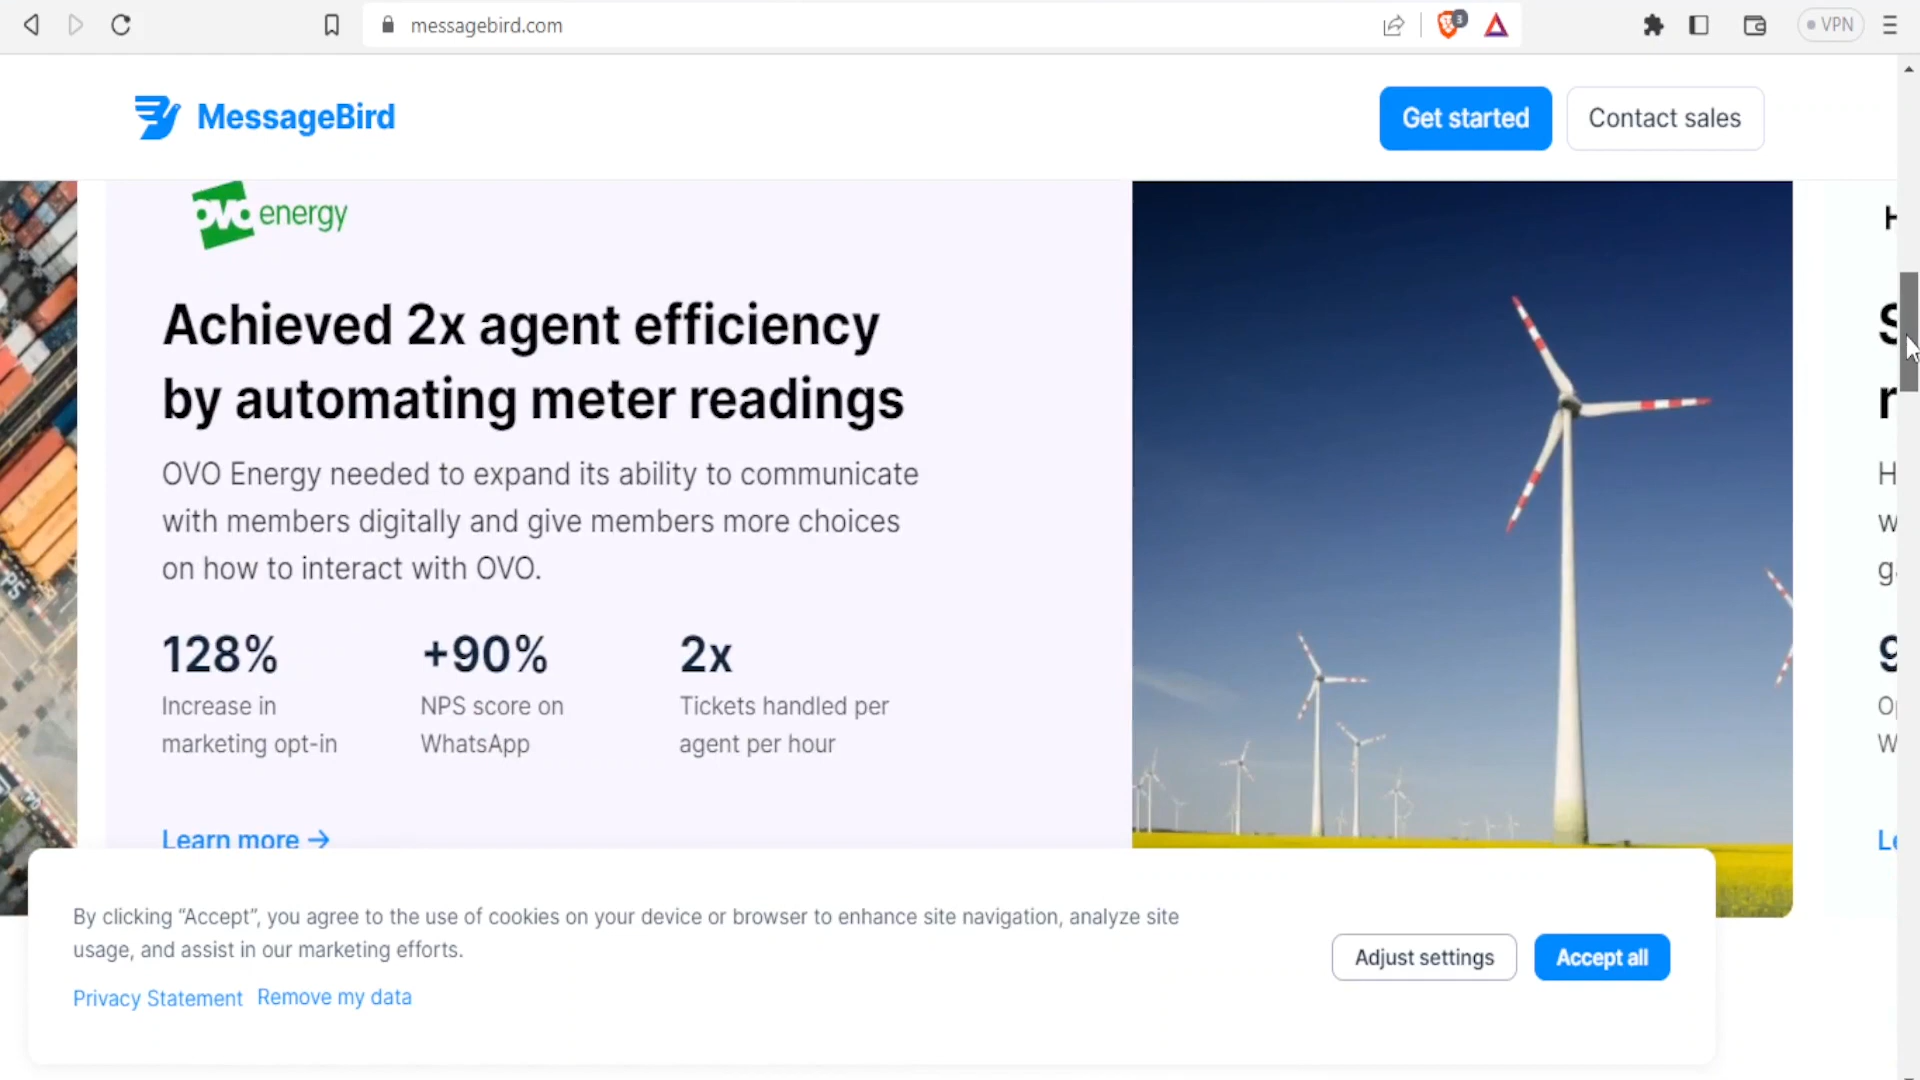 messagebird.com
3
VPN
MessageBird
Get started
Contact sales
ovo energy
Achieved 2x agent efficiency
by automating meter readings
OVO Energy needed to expand its ability to communicate
with members digitally and give members more choices
on how to interact with OVO.
128%
Increase in
marketing opt-in
+90%
NPS score on
WhatsApp
2x
Tickets handled per
agent per hour
Learn more →
By clicking “Accept”, you agree to the use of cookies on your device or browser to enhance site navigation, analyze site
usage, and assist in our marketing efforts.
Privacy Statement Remove my data
Adjust settings
Accept all